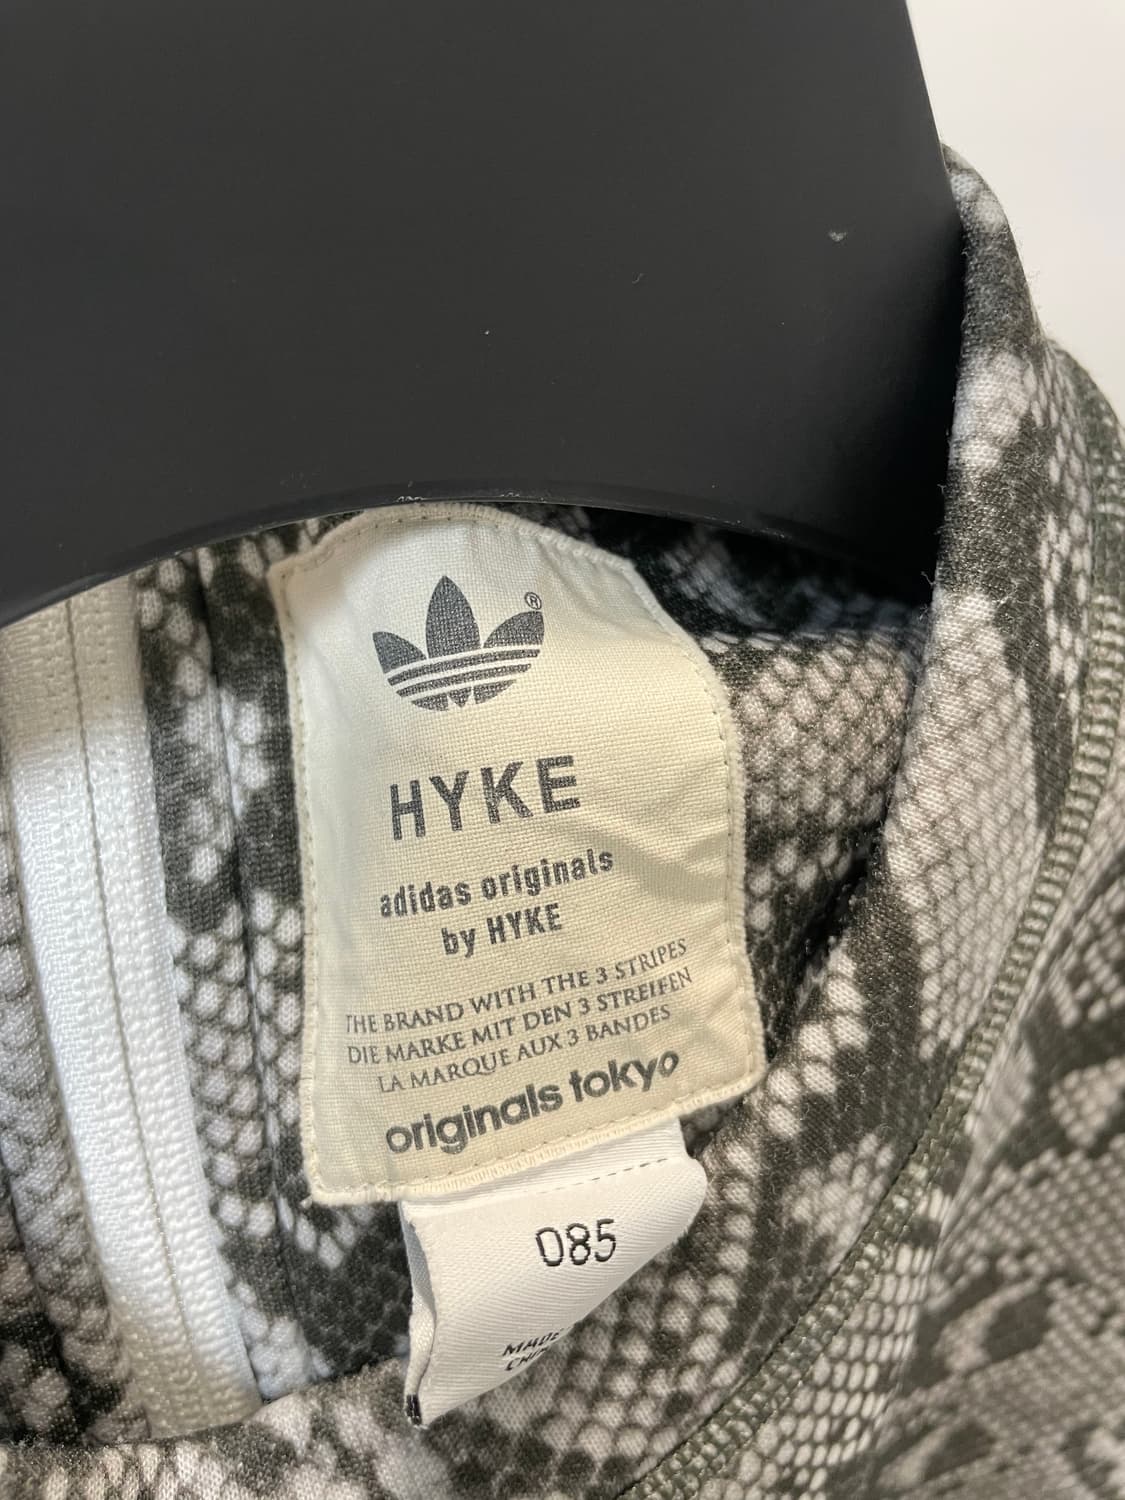 ®
HYKE
adidas originals
by HYKE
THE BRAND WITH THE 3 STRIPES
DIE MARKE MIT DEN 3 STREIFEN
LA MARQUE AUX 3 BANDES
originals tokyo
085
MADE